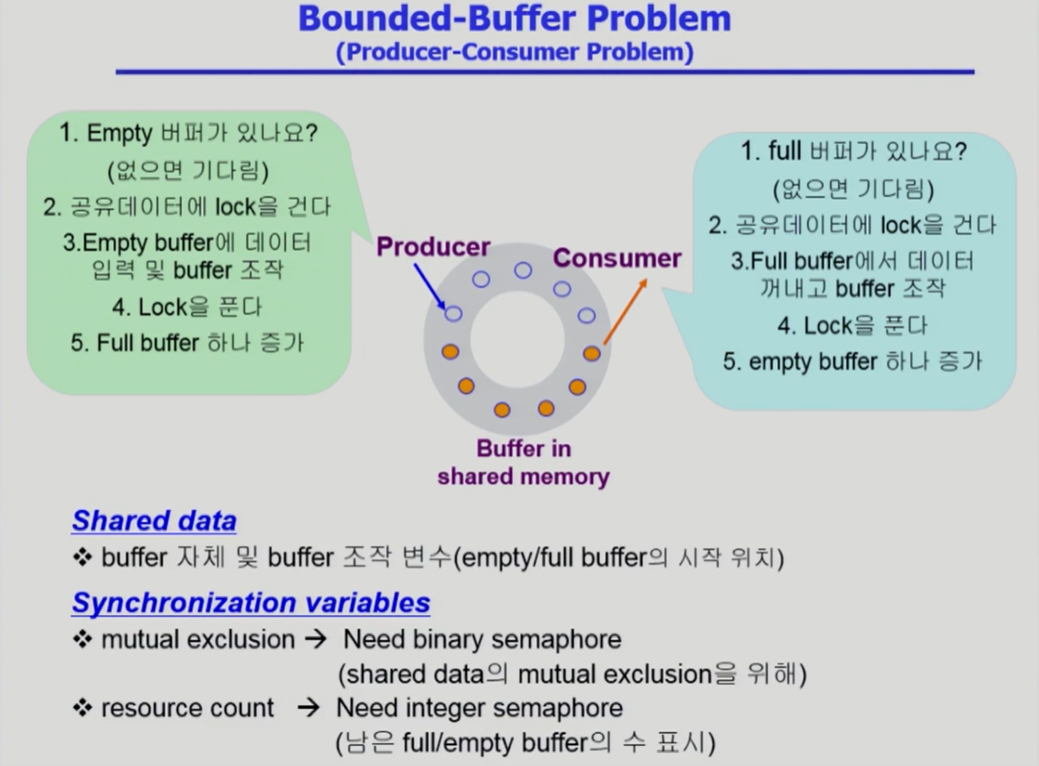 Bounded-Buffer Problem
(Producer-Consumer Problem)
1. Empty 버퍼가 있나요?
(없으면 기다림)
2. 공유데이터에 lock을 건다
3.Empty buffer에 데이터
입력 및 buffer 조작
4. Lock을 푼다
5. Full buffer 하나 증가
Producer
Consumer
1. full 버퍼가 있나요?
(없으면 기다림)
2. 공유데이터에 lock을 건다
3.Full buffer에서 데이터
꺼내고 buffer 조작
4. Lock을 푼다
5. empty buffer 하나 증가
Buffer in
shared memory
Shared data
❖ buffer 자체 및 buffer 조작 변수(empty/full buffer의 시작 위치)
Synchronization variables
❖ mutual exclusion → Need binary semaphore
(shared data의 mutual exclusion을 위해)
❖ resource count → Need integer semaphore
(남은 full/empty buffer의 수 표시)